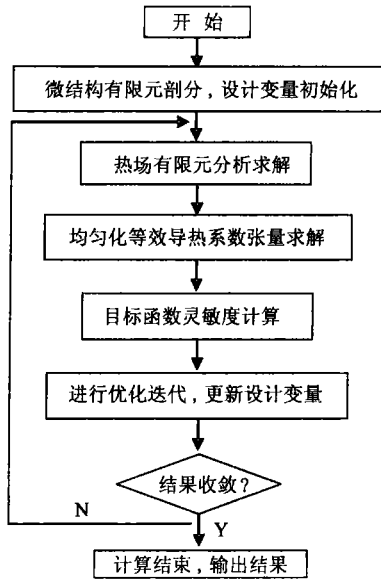 开 始
微结构有限元剖分，设计变量初始化
热场有限元分析求解
均匀化等效导热系数张量求解
目标函数灵敏度计算
进行优化迭代，更新设计变量
结果收敛？
N
Y
计算结束，输出结果